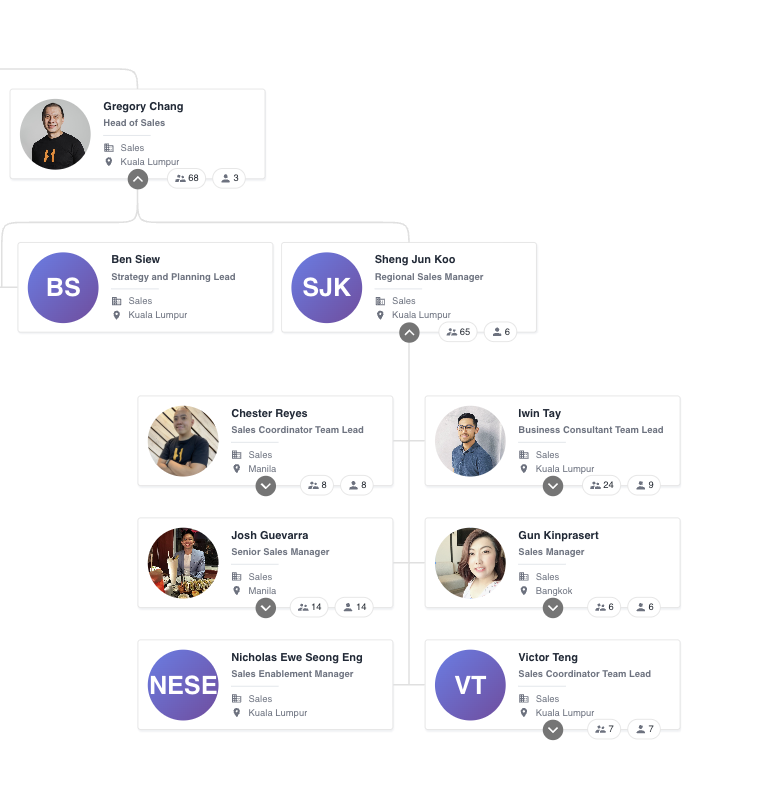 Gregory Chang
Head of Sales
Sales
Kuala Lumpur
68
3
BS
Ben Siew
Strategy and Planning Lead
Sales
Kuala Lumpur
SJK
Sheng Jun Koo
Regional Sales Manager
Sales
Kuala Lumpur
65
6
Chester Reyes
Sales Coordinator Team Lead
Sales
Manila
8
8
Iwin Tay
Business Consultant Team Lead
Sales
Kuala Lumpur
24
9
Josh Guevarra
Senior Sales Manager
Sales
Manila
14
14
Gun Kinprasert
Sales Manager
Sales
Bangkok
6
6
NESE
Nicholas Ewe Seong Eng
Sales Enablement Manager
Sales
Kuala Lumpur
VT
Victor Teng
Sales Coordinator Team Lead
Sales
Kuala Lumpur
7
7